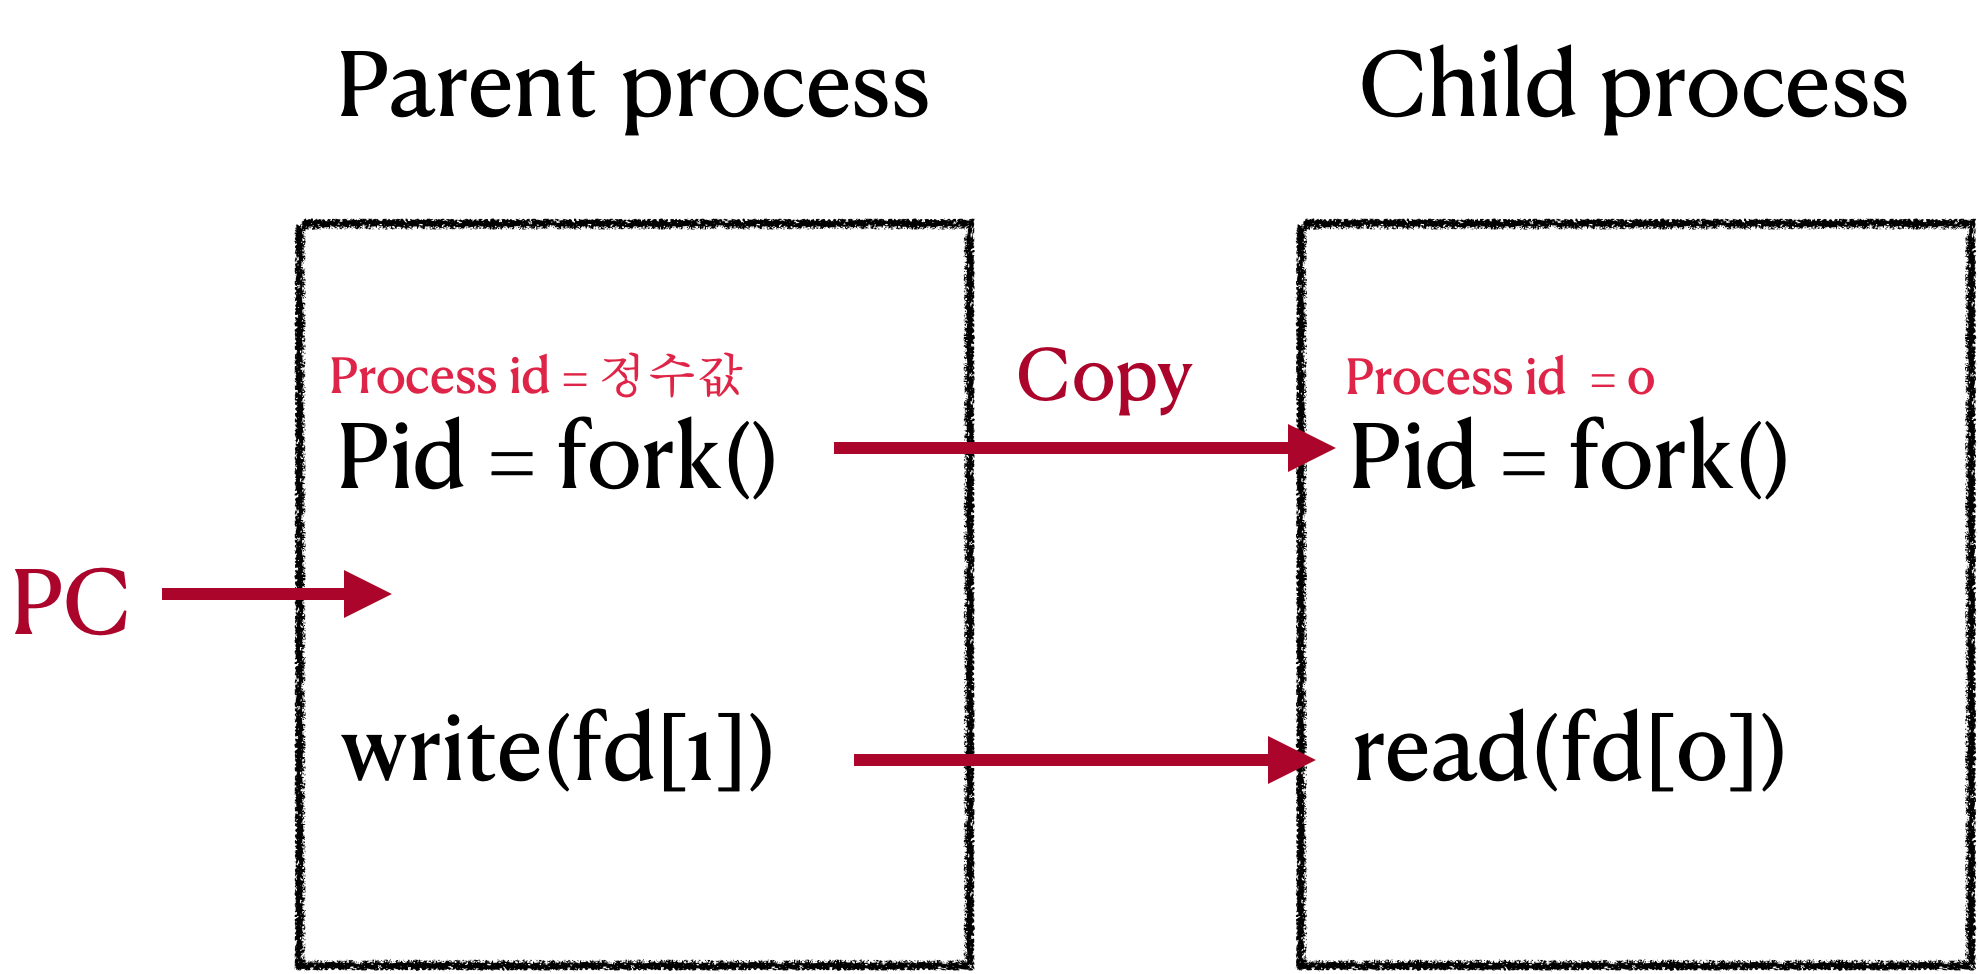 Parent process
Child process
Process id = 정수값
Copy
Process id = 0
Pid = fork()
Pid = fork()
PC
write(fd[1])
read(fd[0])